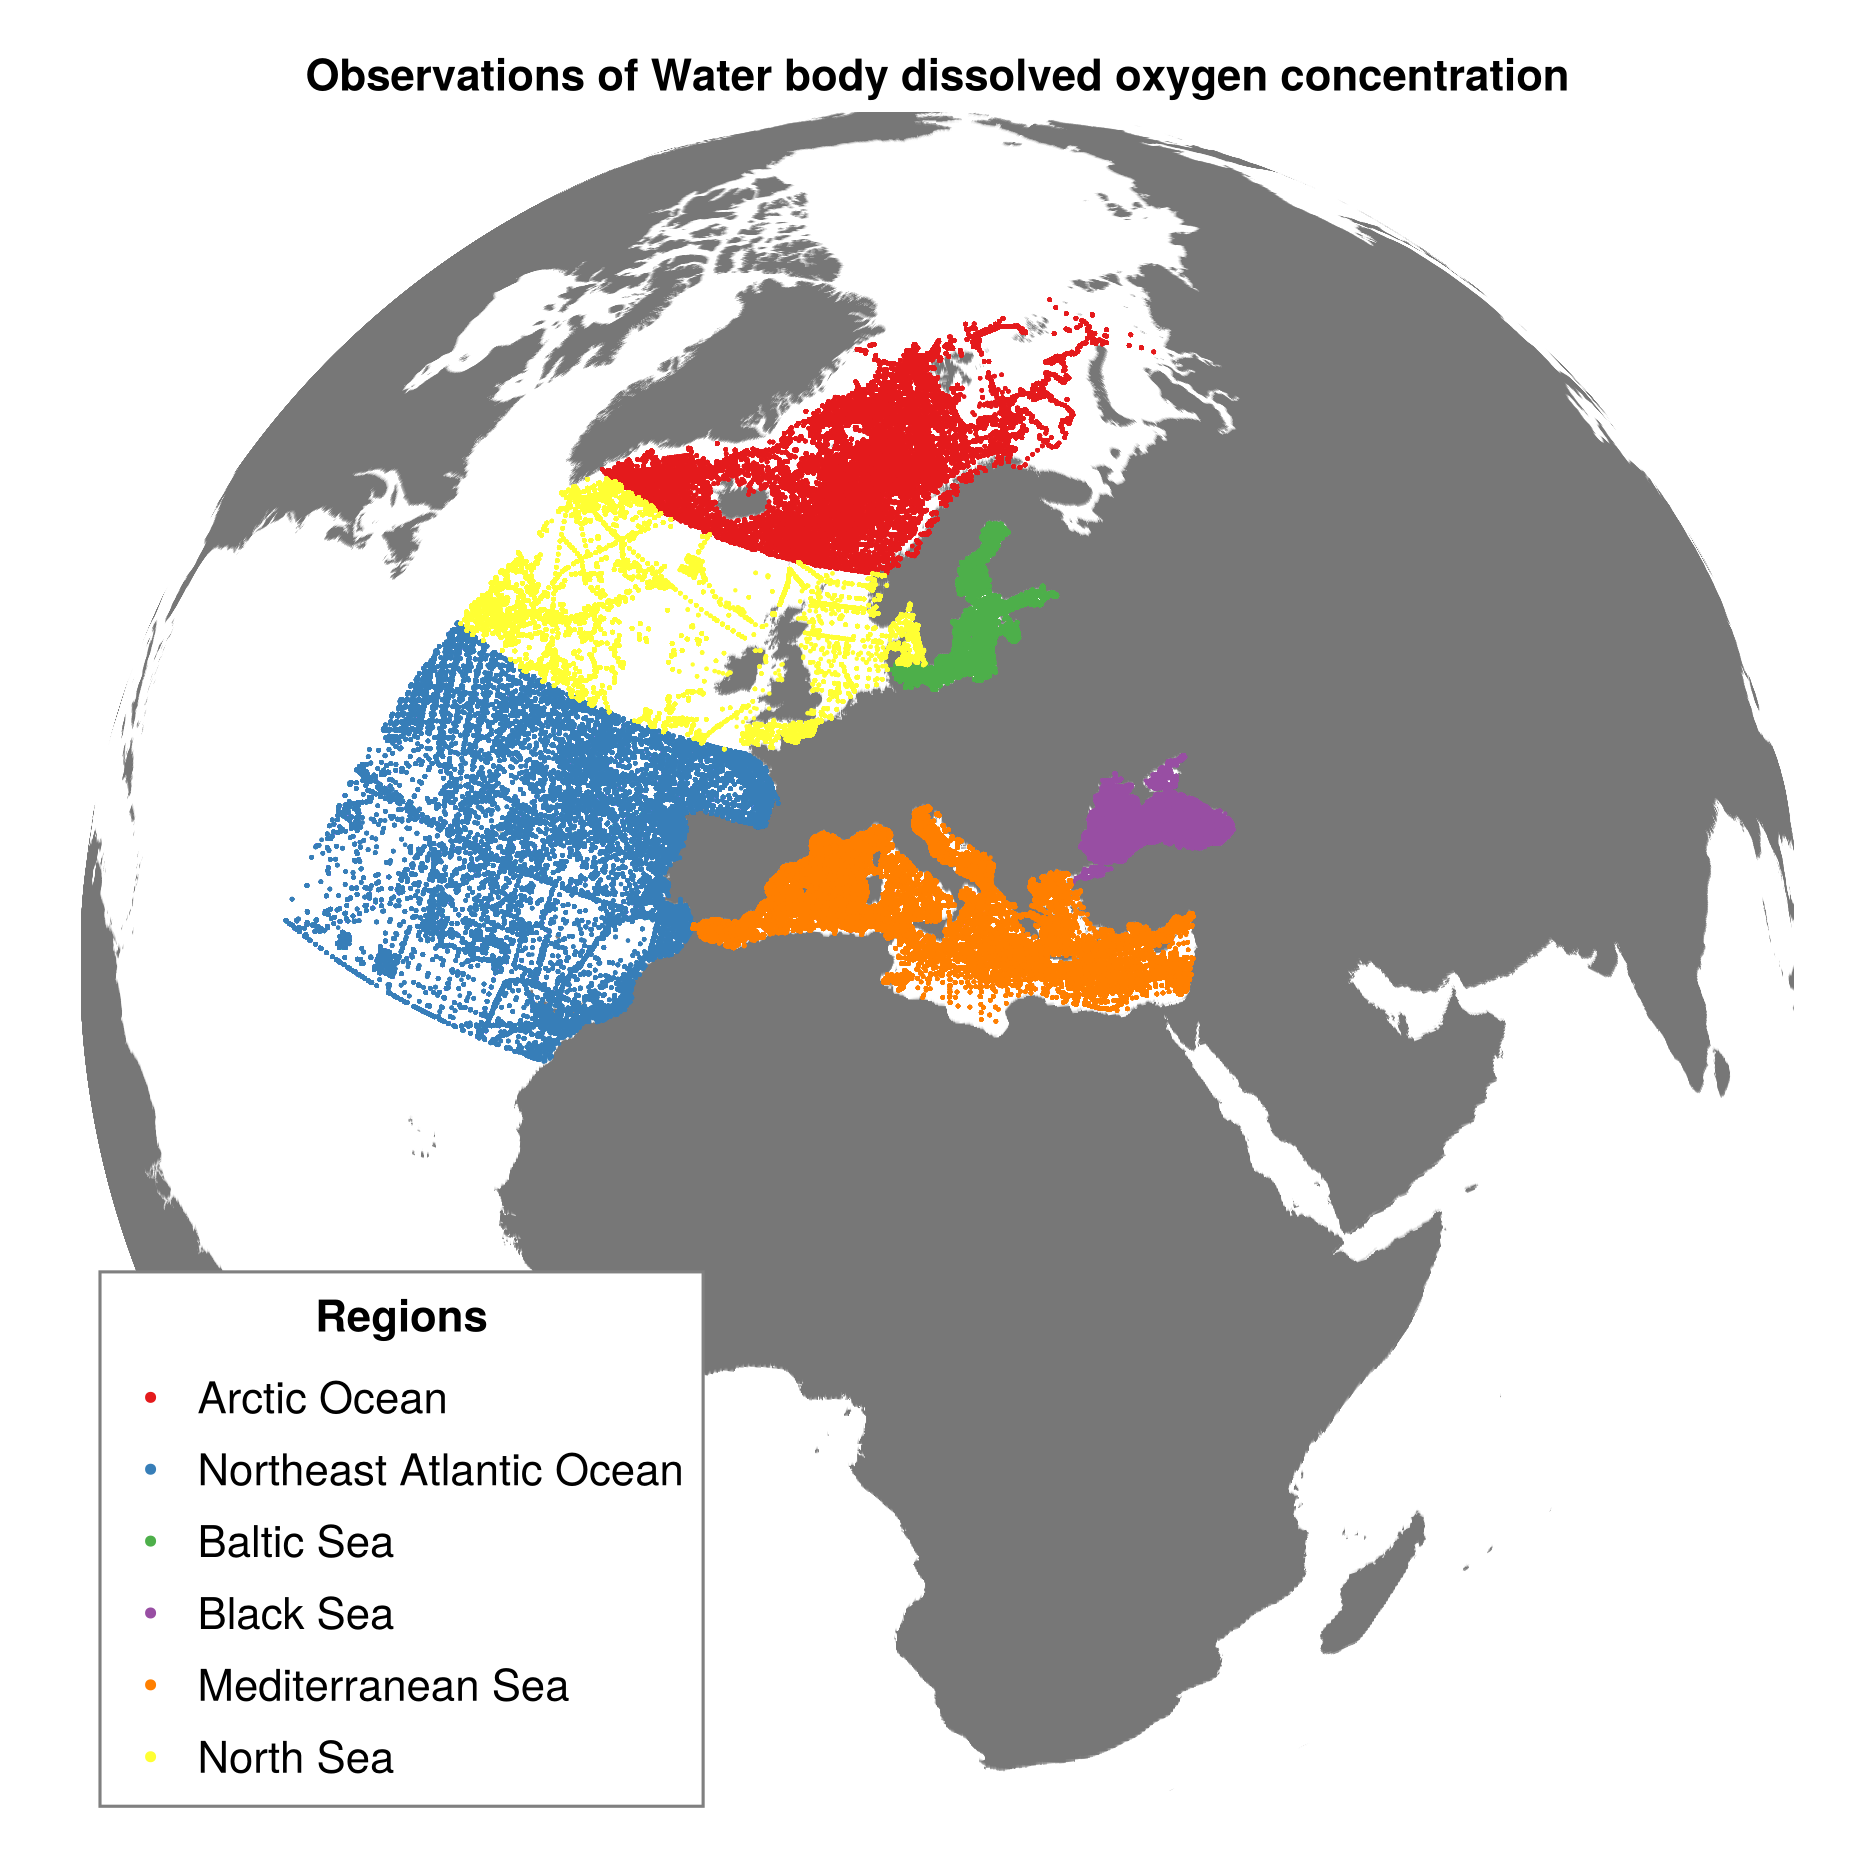 Observations of Water body dissolved oxygen concentration
Regions
Arctic Ocean
Northeast Atlantic Ocean
Baltic Sea
Black Sea
Mediterranean Sea
North Sea